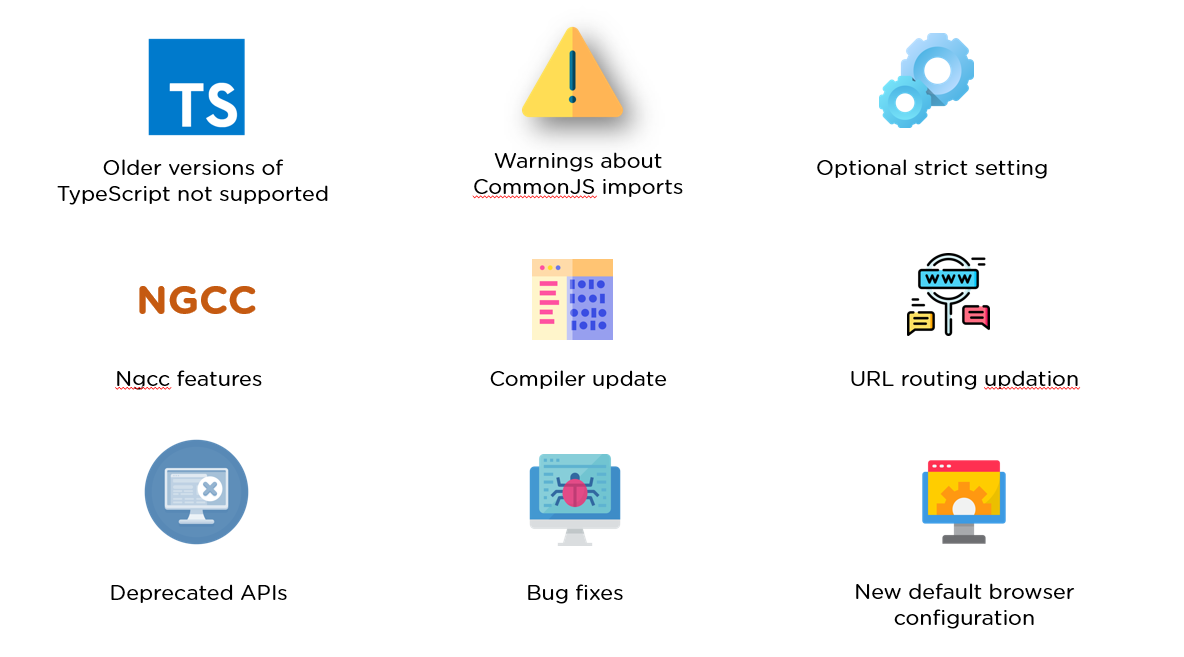 TS
Older versions of
TypeScript not supported
Warnings about
CommonJS imports
Optional strict setting
NGCC
Ngcc features
Compiler update
WWW
URL routing updation
Deprecated APIs
Bug fixes
New default browser
configuration